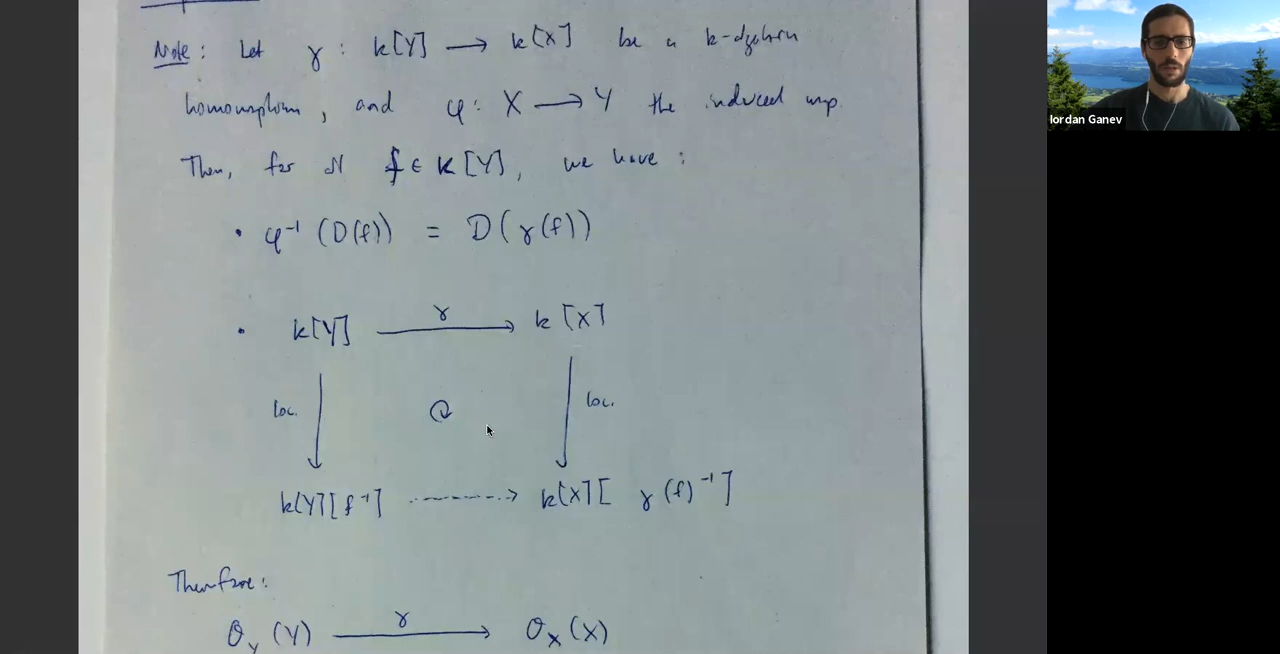 Note: Let γ : k[Y] ⟶ k[X] be a k-algebra
homomorphism, and φ: X ⟶ Y the induced map.
Then, for all f ∈ k[Y], we have:
• φ⁻¹(D(f)) = D(γ(f))
• k[Y] γ⟶ k[X]
loc. loc.
k[Y][f⁻¹] ⇢ k[X][γ(f)⁻¹]
Therefore:
O_Y(Y) γ⟶ O_X(X)
Iordan Ganev